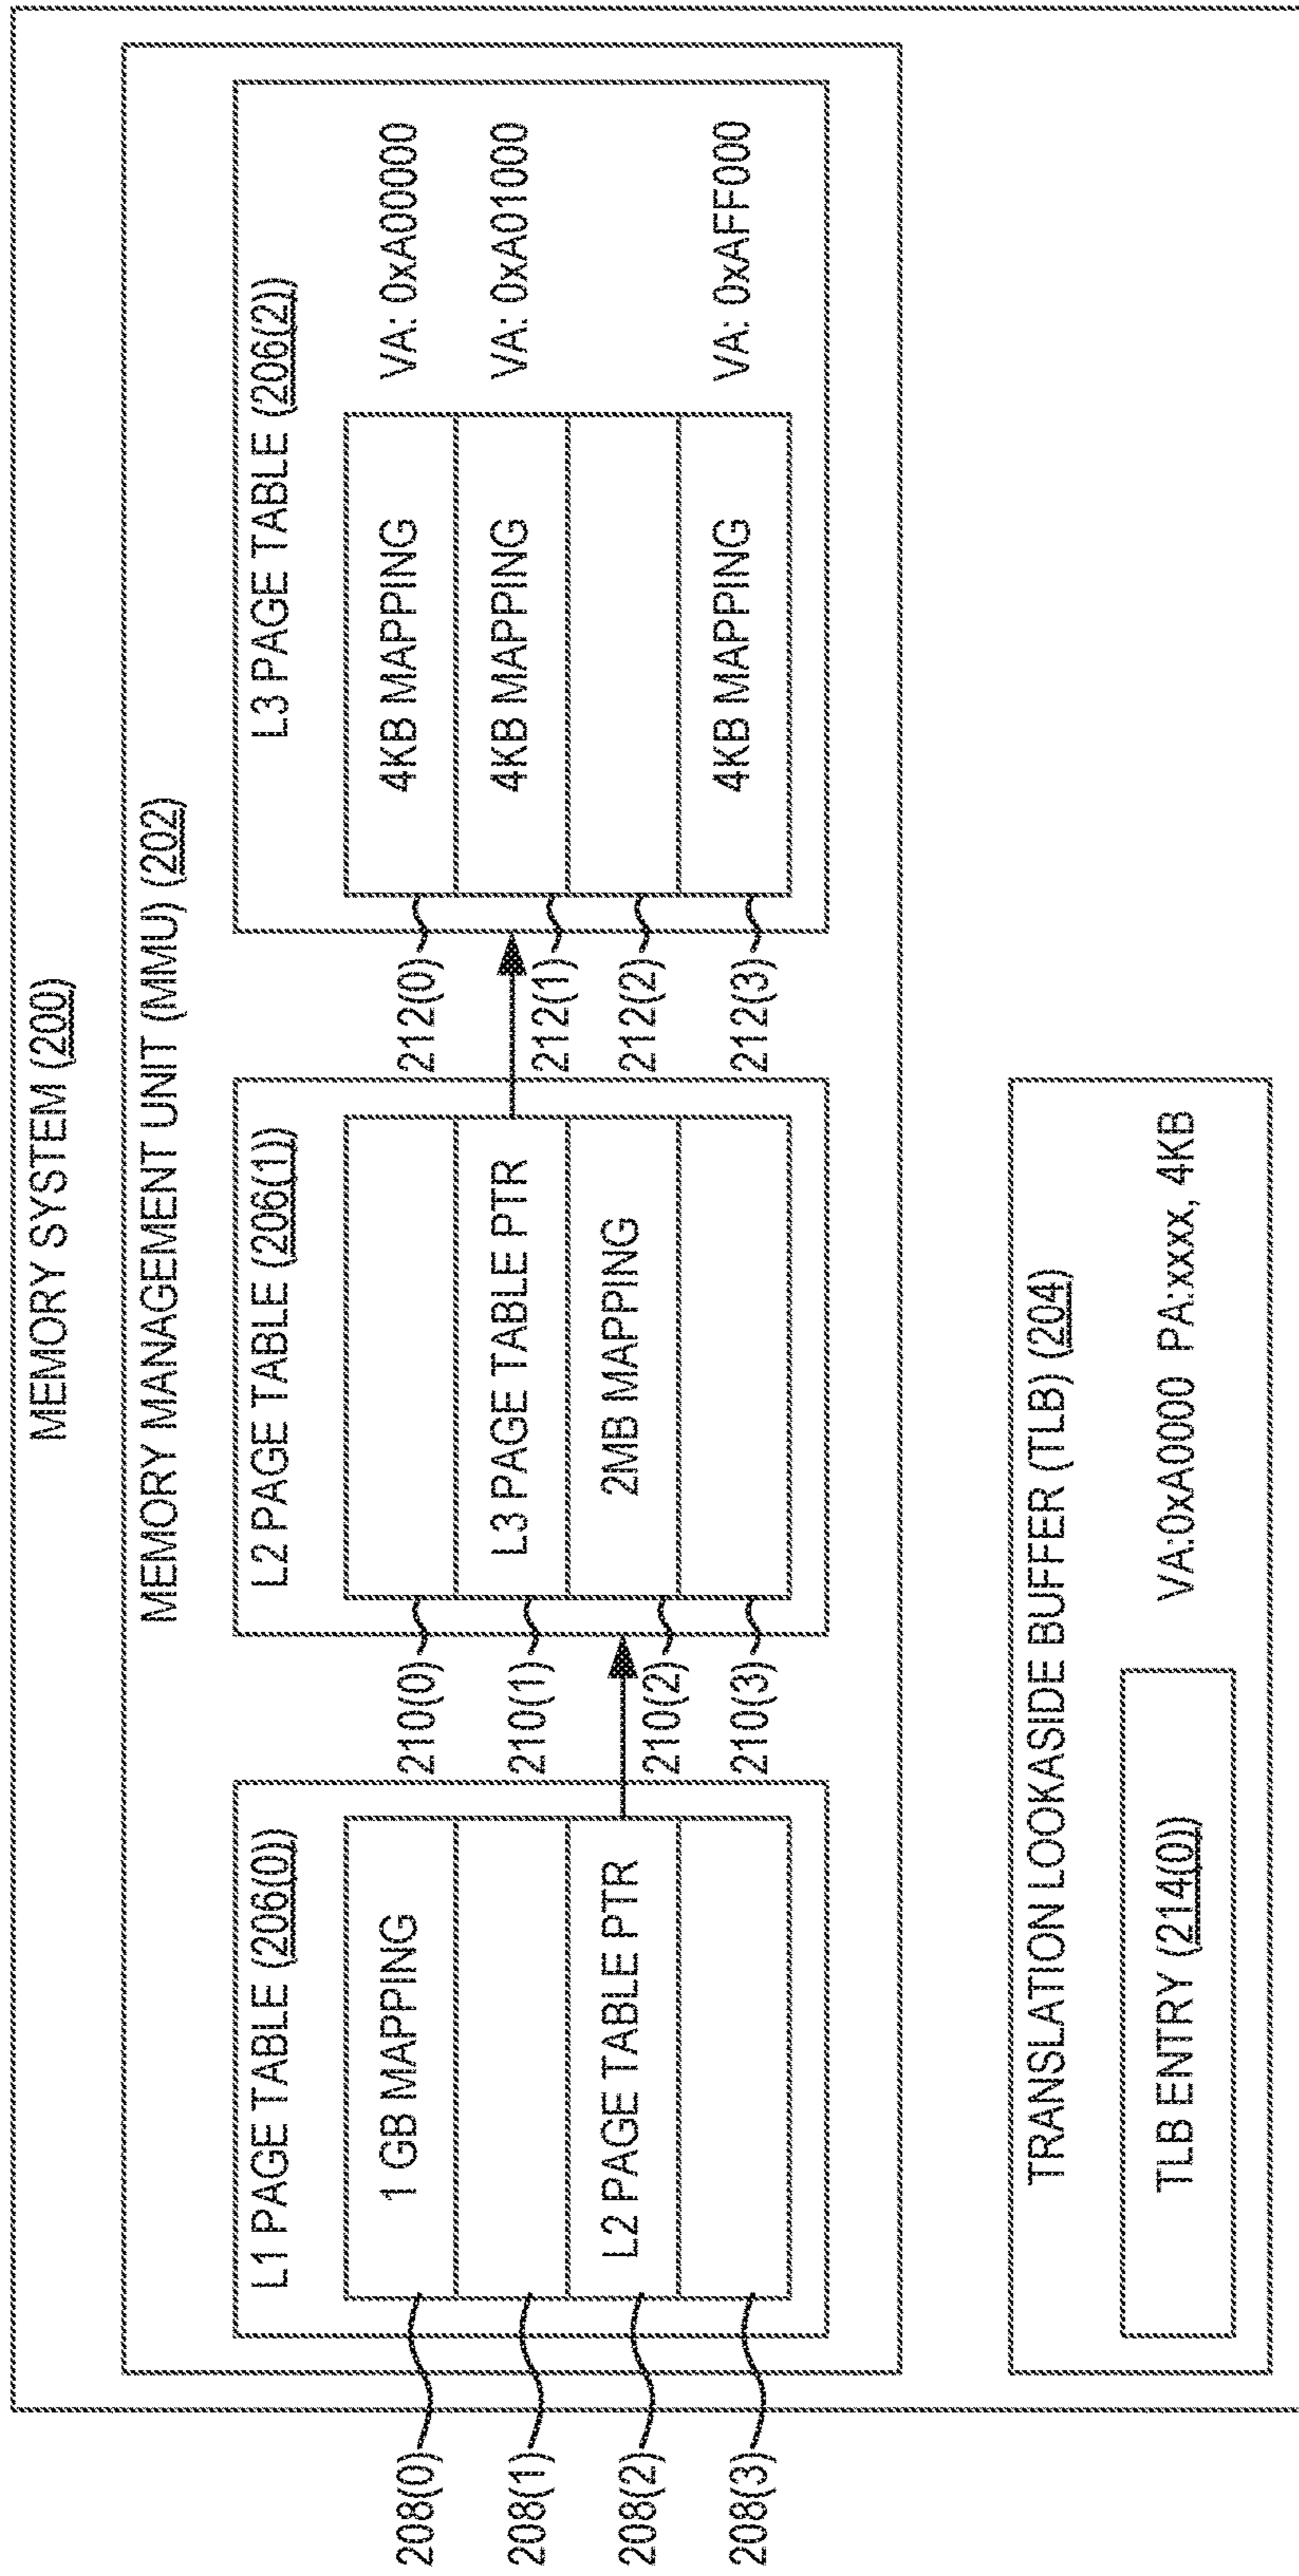 MEMORY SYSTEM (200)
MEMORY MANAGEMENT UNIT (MMU) (202)
L1 PAGE TABLE (206(0))
208(0)
1 GB MAPPING
208(1)
208(2)
L2 PAGE TABLE PTR
208(3)
L2 PAGE TABLE (206(1))
210(0)
210(1)
L3 PAGE TABLE PTR
210(2)
2MB MAPPING
210(3)
L3 PAGE TABLE (206(2))
212(0)
4KB MAPPING
VA: 0xA00000
212(1)
4KB MAPPING
VA: 0xA01000
212(2)
212(3)
4KB MAPPING
VA: 0xAFF000
TRANSLATION LOOKASIDE BUFFER (TLB) (204)
TLB ENTRY (214(0))
VA:0xA0000 PA:xxxx, 4KB